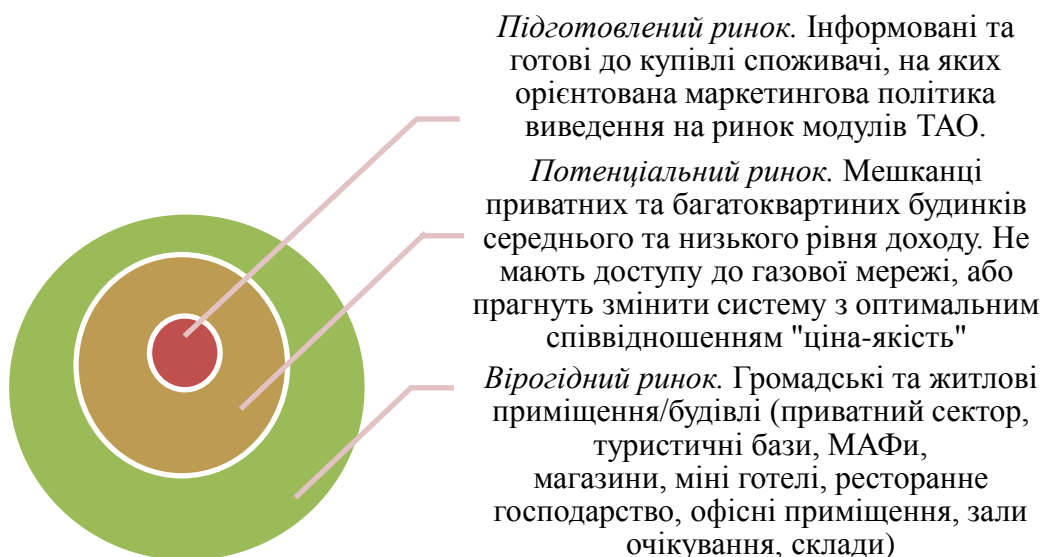 Підготовлений ринок. Інформовані та
готові до купівлі споживачі, на яких
орієнтована маркетингова політика
виведення на ринок модулів ТАО.
Потенціальний ринок. Мешканці
приватних та багатоквартиних будинків
середнього та низького рівня доходу. Не
мають доступу до газової мережі, або
прагнуть змінити систему з оптимальним
співвідношенням "ціна-якість"
Вірогідний ринок. Громадські та житлові
приміщення/будівлі (приватний сектор,
туристичні бази, МАФи,
магазини, міні готелі, ресторанне
господарство, офісні приміщення, зали
очікування, склади)